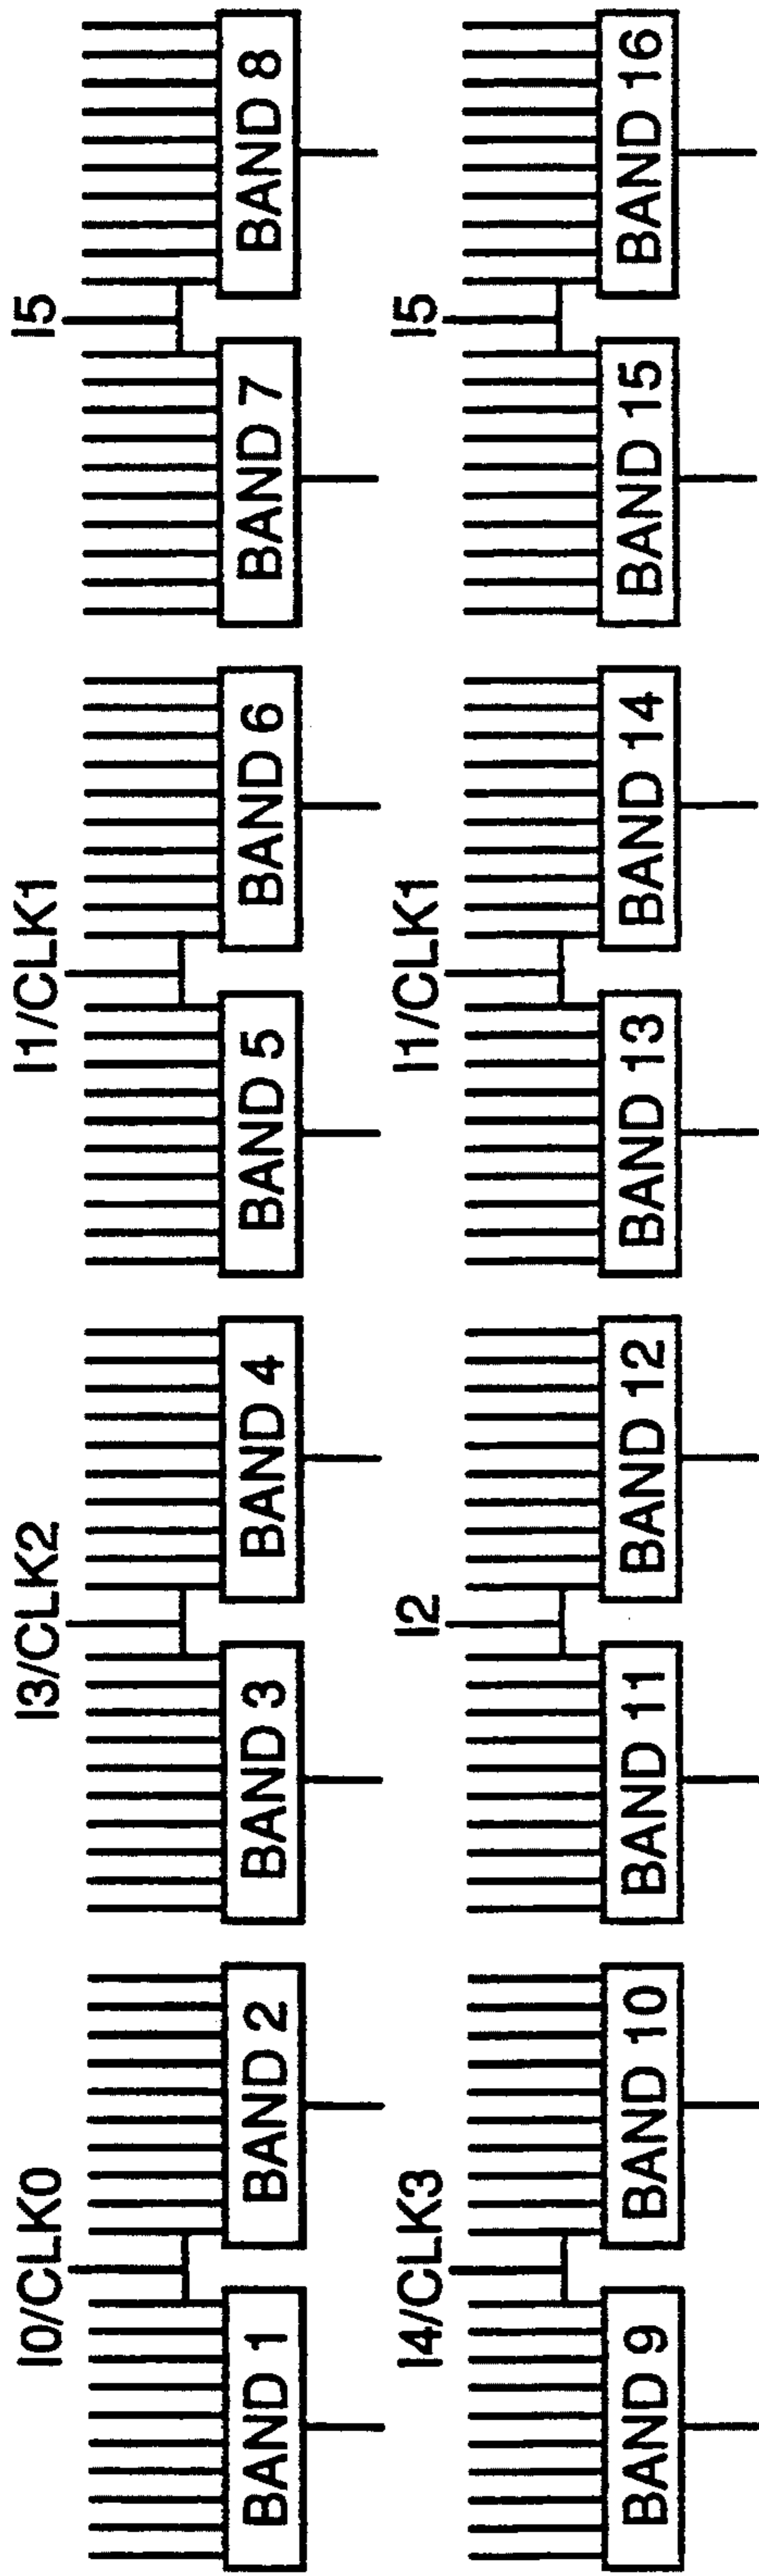 I0/CLK0
I3/CLK2
I1/CLK1
I5
BAND 1
BAND 2
BAND 3
BAND 4
BAND 5
BAND 6
BAND 7
BAND 8
I4/CLK3
I2
I1/CLK1
I5
BAND 9
BAND 10
BAND 11
BAND 12
BAND 13
BAND 14
BAND 15
BAND 16